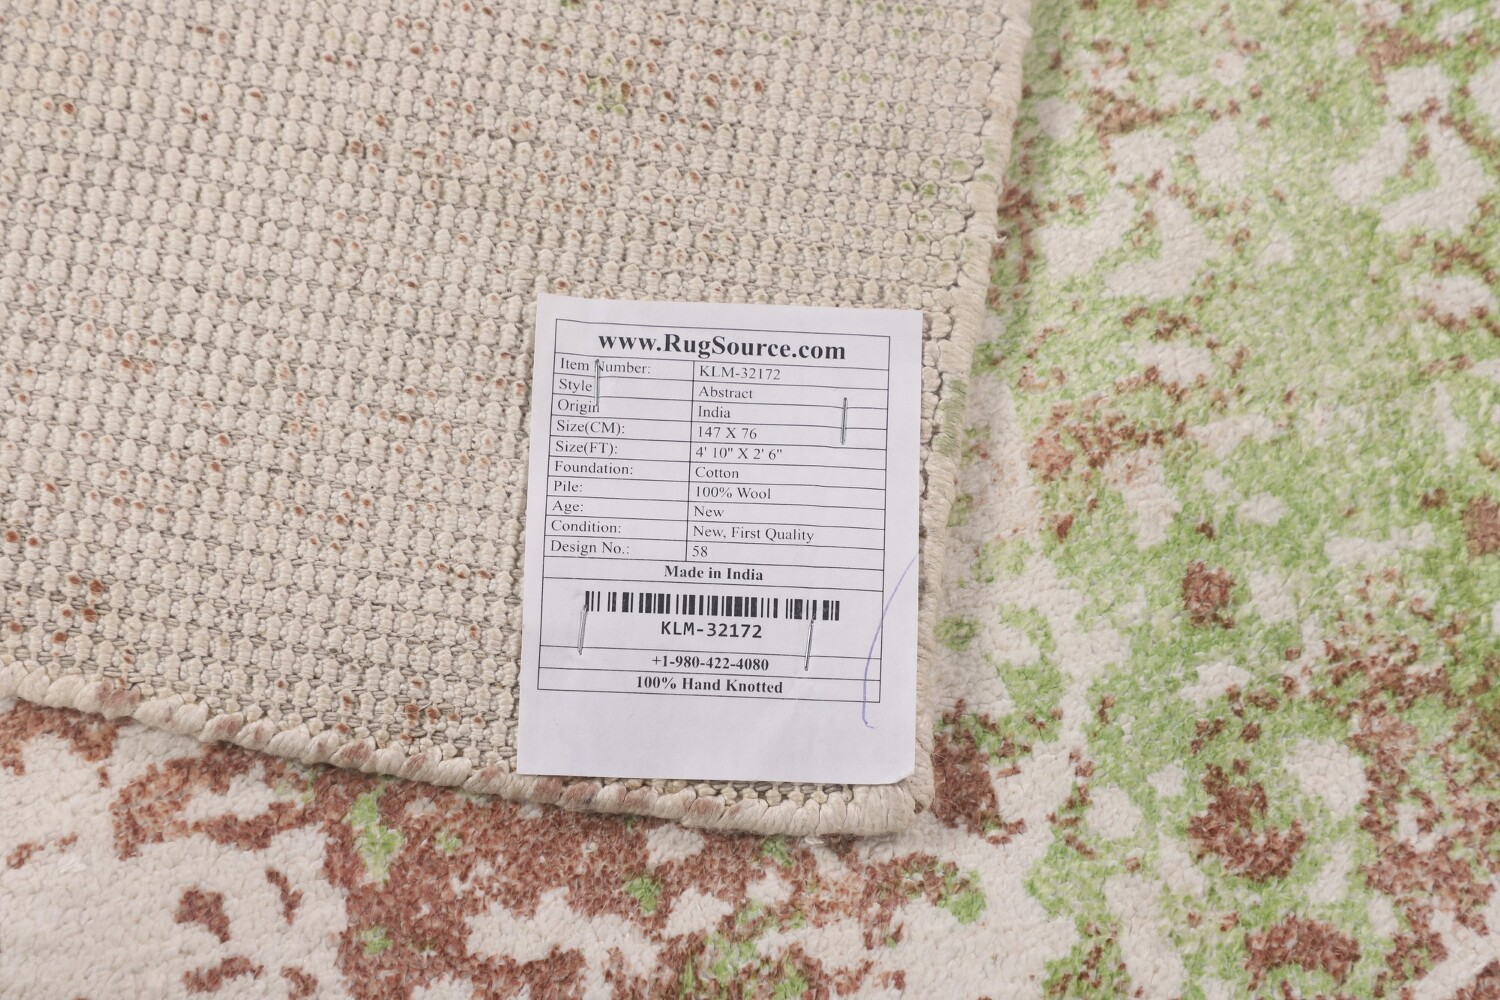 www.RugSource.com
Item Number: KLM-32172
Style Abstract
Origin India
Size(CM): 147 X 76
Size(FT): 4' 10" X 2' 6"
Foundation: Cotton
Pile: 100% Wool
Age: New
Condition: New, First Quality
Design No.: 58
Made in India
KLM-32172
+1-980-422-4080
100% Hand Knotted